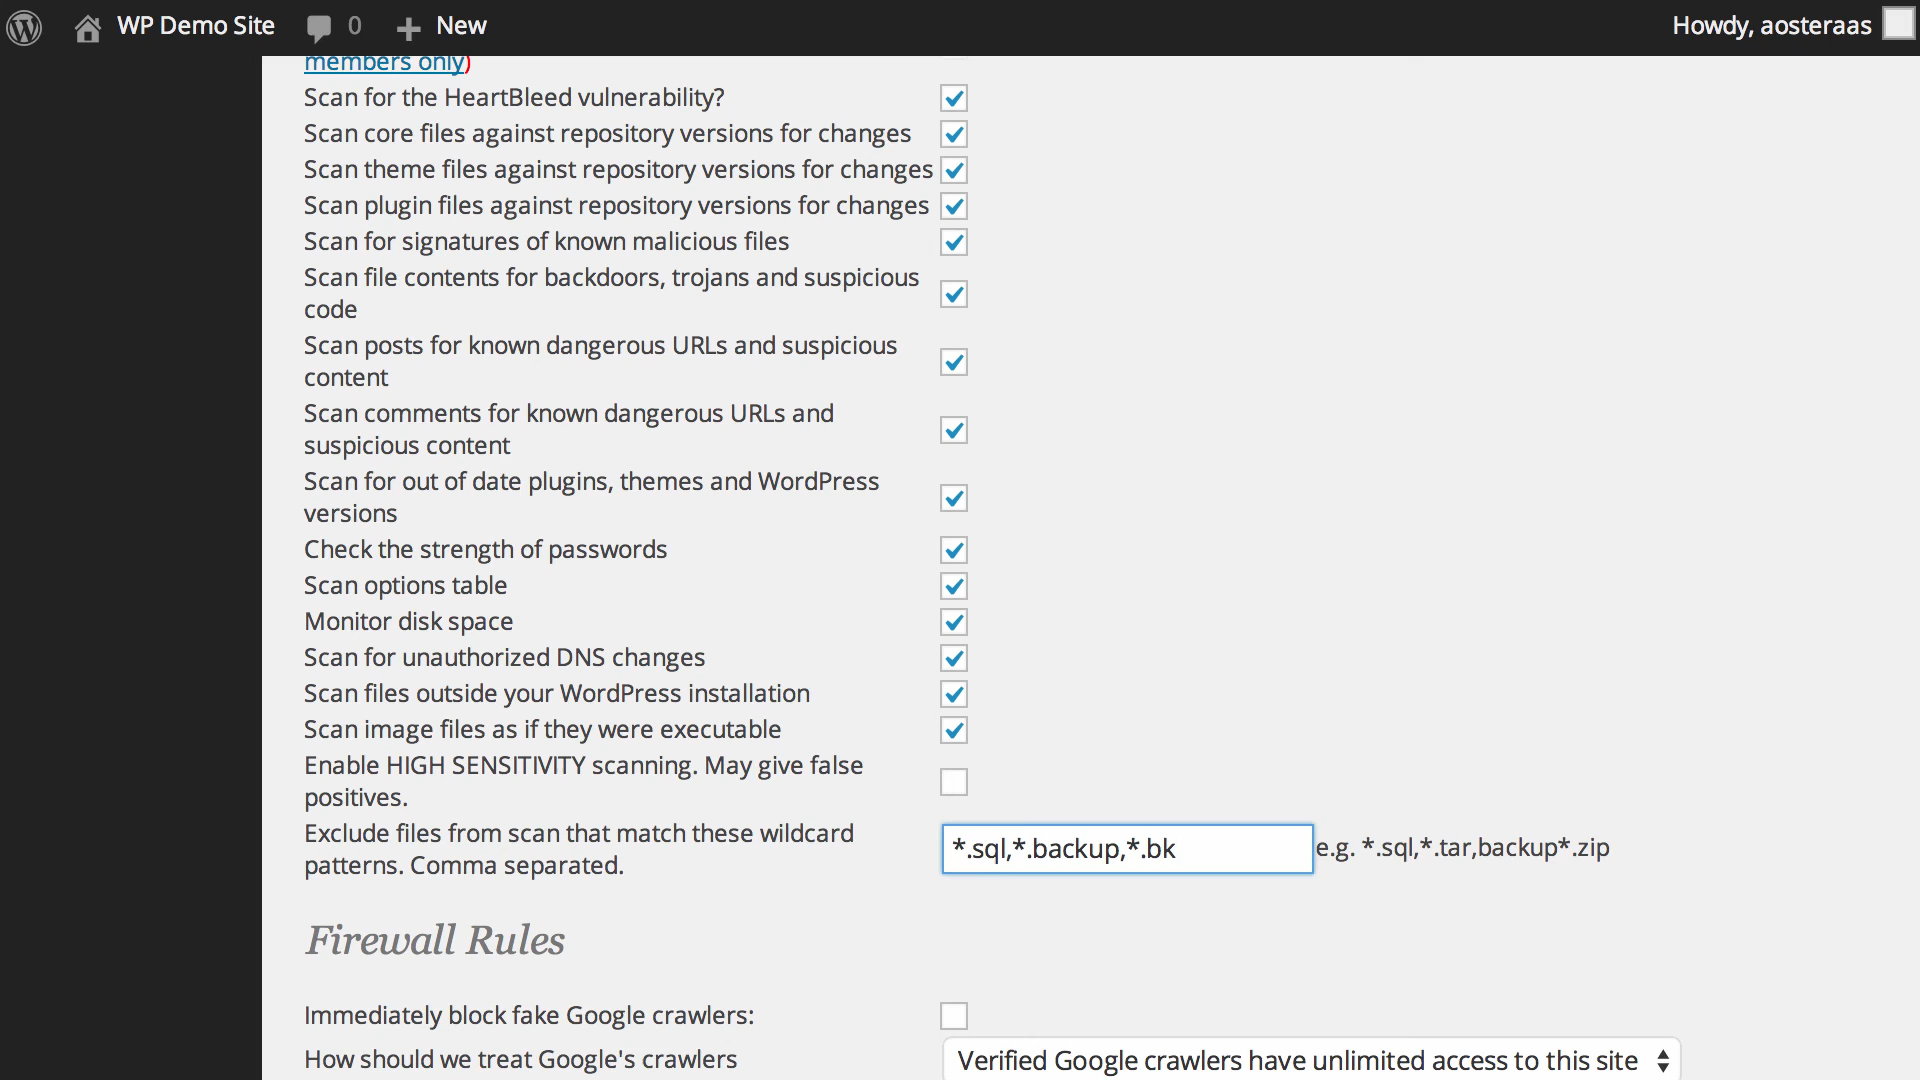 WP Demo Site 0 New Howdy, aosteraas
members only)
Scan for the HeartBleed vulnerability?
Scan core files against repository versions for changes
Scan theme files against repository versions for changes
Scan plugin files against repository versions for changes
Scan for signatures of known malicious files
Scan file contents for backdoors, trojans and suspicious
code
Scan posts for known dangerous URLs and suspicious
content
Scan comments for known dangerous URLs and
suspicious content
Scan for out of date plugins, themes and WordPress
versions
Check the strength of passwords
Scan options table
Monitor disk space
Scan for unauthorized DNS changes
Scan files outside your WordPress installation
Scan image files as if they were executable
Enable HIGH SENSITIVITY scanning. May give false
positives.
Exclude files from scan that match these wildcard
patterns. Comma separated.
*.sql,*.backup,*.bk e.g. *.sql,*.tar,backup*.zip
Firewall Rules
Immediately block fake Google crawlers:
How should we treat Google's crawlers Verified Google crawlers have unlimited access to this site